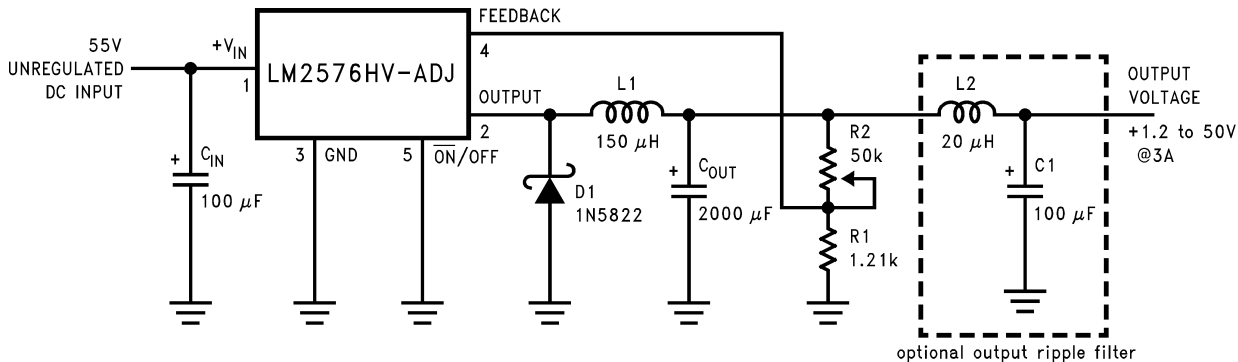 55V
UNREGULATED
DC INPUT
+VIN
1
LM2576HV-ADJ
FEEDBACK
4
OUTPUT
2
3 GND
5 ON/OFF
+ CIN
100 μF
D1
1N5822
L1
150 μH
+ COUT
2000 μF
R2
50k
R1
1.21k
L2
20 μH
+ C1
100 μF
OUTPUT
VOLTAGE
+1.2 to 50V
@3A
optional output ripple filter